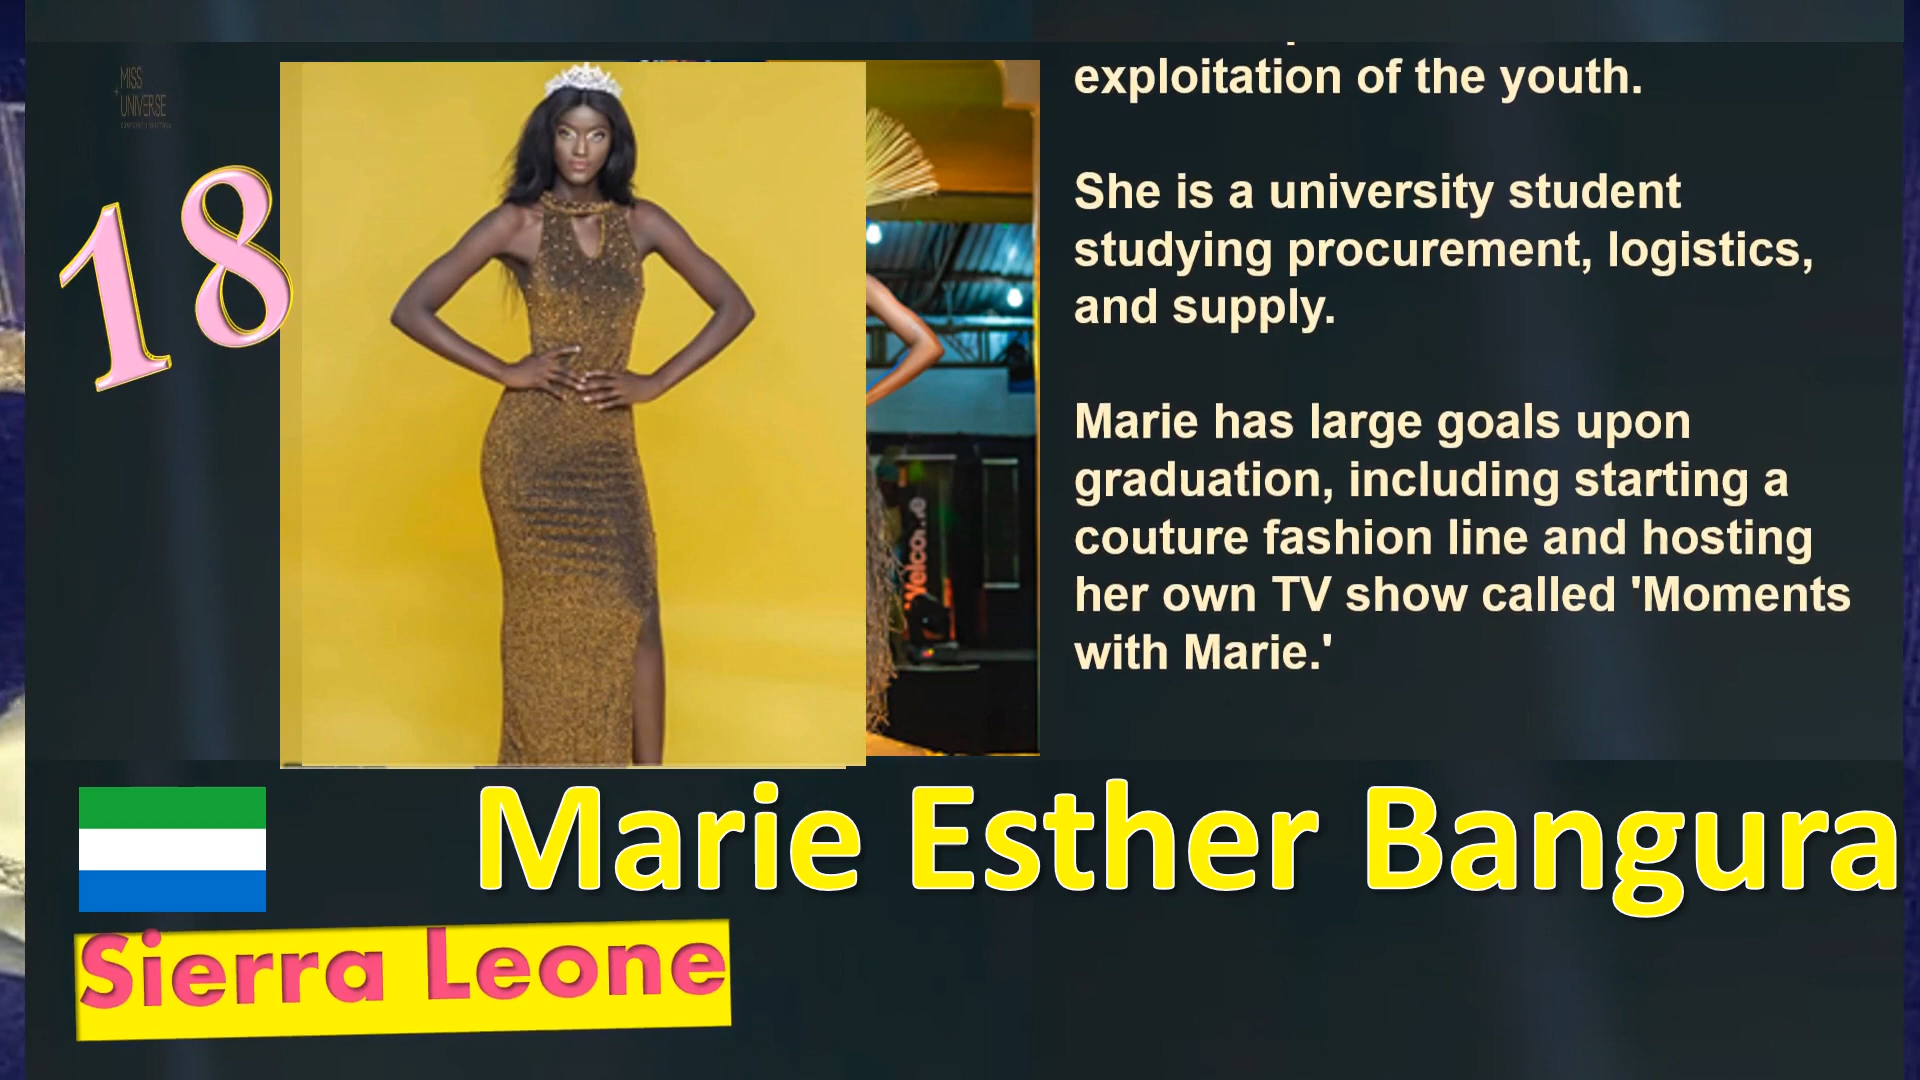 MISS
UNIVERSE
18
exploitation of the youth.
She is a university student
studying procurement, logistics,
and supply.
Marie has large goals upon
graduation, including starting a
couture fashion line and hosting
her own TV show called 'Moments
with Marie.'
Marie Esther Bangura
Sierra Leone